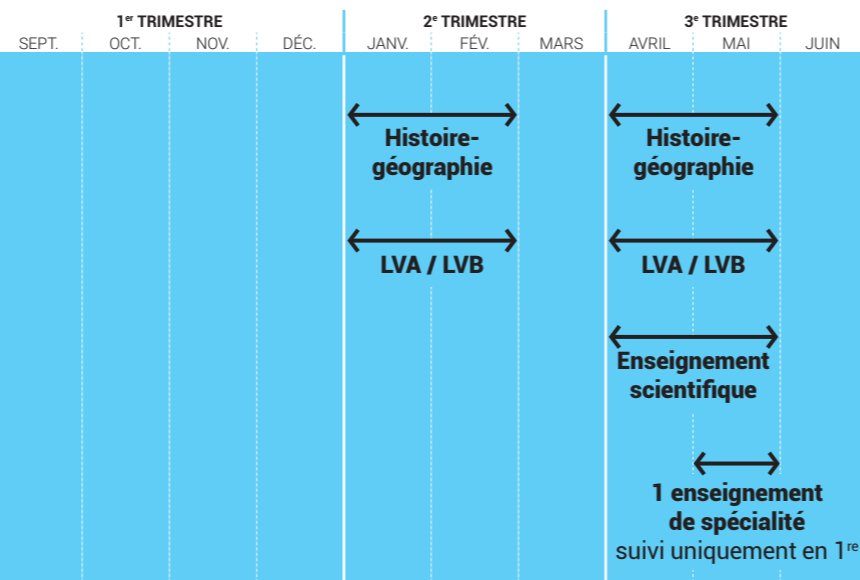 1er TRIMESTRE 2e TRIMESTRE 3e TRIMESTRE
SEPT. OCT. NOV. DÉC. JANV. FÉV. MARS AVRIL MAI JUIN
Histoire-
géographie
Histoire-
géographie
LVA / LVB
LVA / LVB
Enseignement
scientifique
1 enseignement
de spécialité
suivi uniquement en 1re